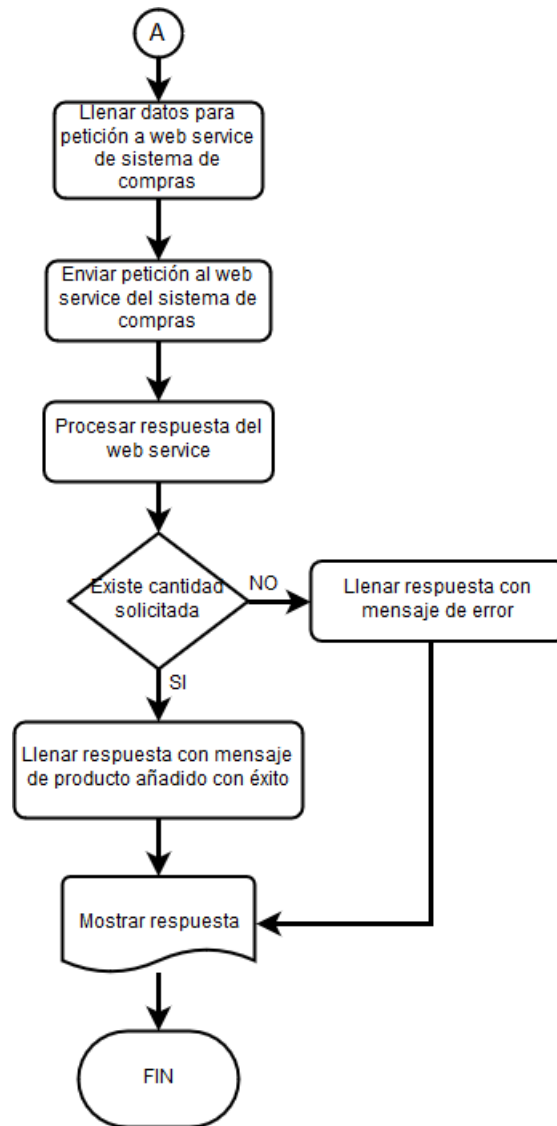 A
Llenar datos para
petición a web service
de sistema de
compras
Enviar petición al web
service del sistema de
compras
Procesar respuesta del
web service
Existe cantidad
solicitada
NO
Llenar respuesta con
mensaje de error
SI
Llenar respuesta con mensaje
de producto añadido con éxito
Mostrar respuesta
FIN